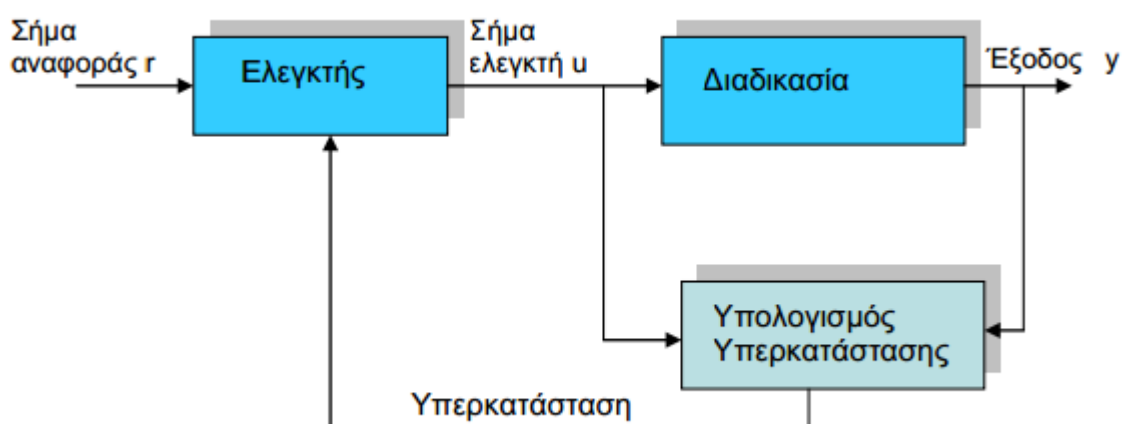 Σήμα
αναφοράς r
Ελεγκτής
Σήμα
ελεγκτή u
Διαδικασία
Έξοδος y
Υπολογισμός
Υπερκατάστασης
Υπερκατάσταση